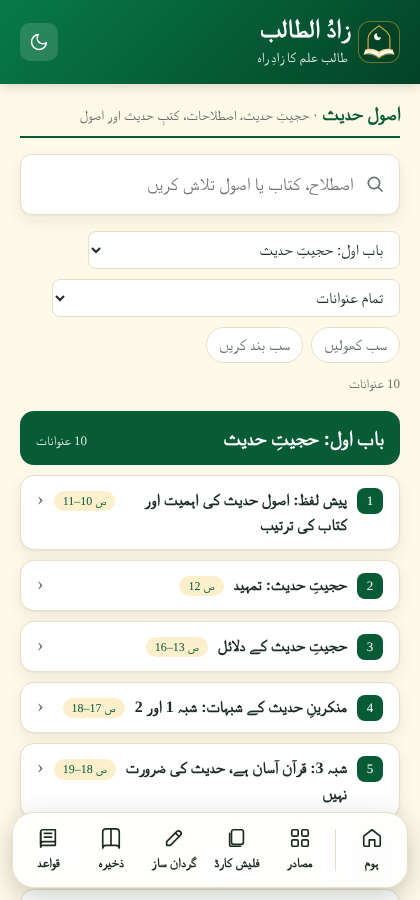 زادُ الطالب
طالب علم کا زادِ راہ
اصول حدیث · حجیتِ حدیث، اصطلاحات، کتبِ حدیث اور اصول
اصطلاح، کتاب یا اصول تلاش کریں
باب اول: حجیتِ حدیث
تمام عنوانات
سب کھولیں سب بند کریں
10 عنوانات
باب اول: حجیتِ حدیث 10 عنوانات
1 پیش لفظ: اصول حدیث کی اہمیت اور کتاب کی ترتیب ص 10–11
2 حجیتِ حدیث: تمہید ص 12
3 حجیتِ حدیث کے دلائل ص 13–16
4 منکرینِ حدیث کے شبہات: شبہ 1 اور 2 ص 17–18
5 شبہ 3: قرآن آسان ہے، حدیث کی ضرورت نہیں ص 18–19
ہوم مصادر فلیش کارڈ گردان ساز ذخیرہ قواعد